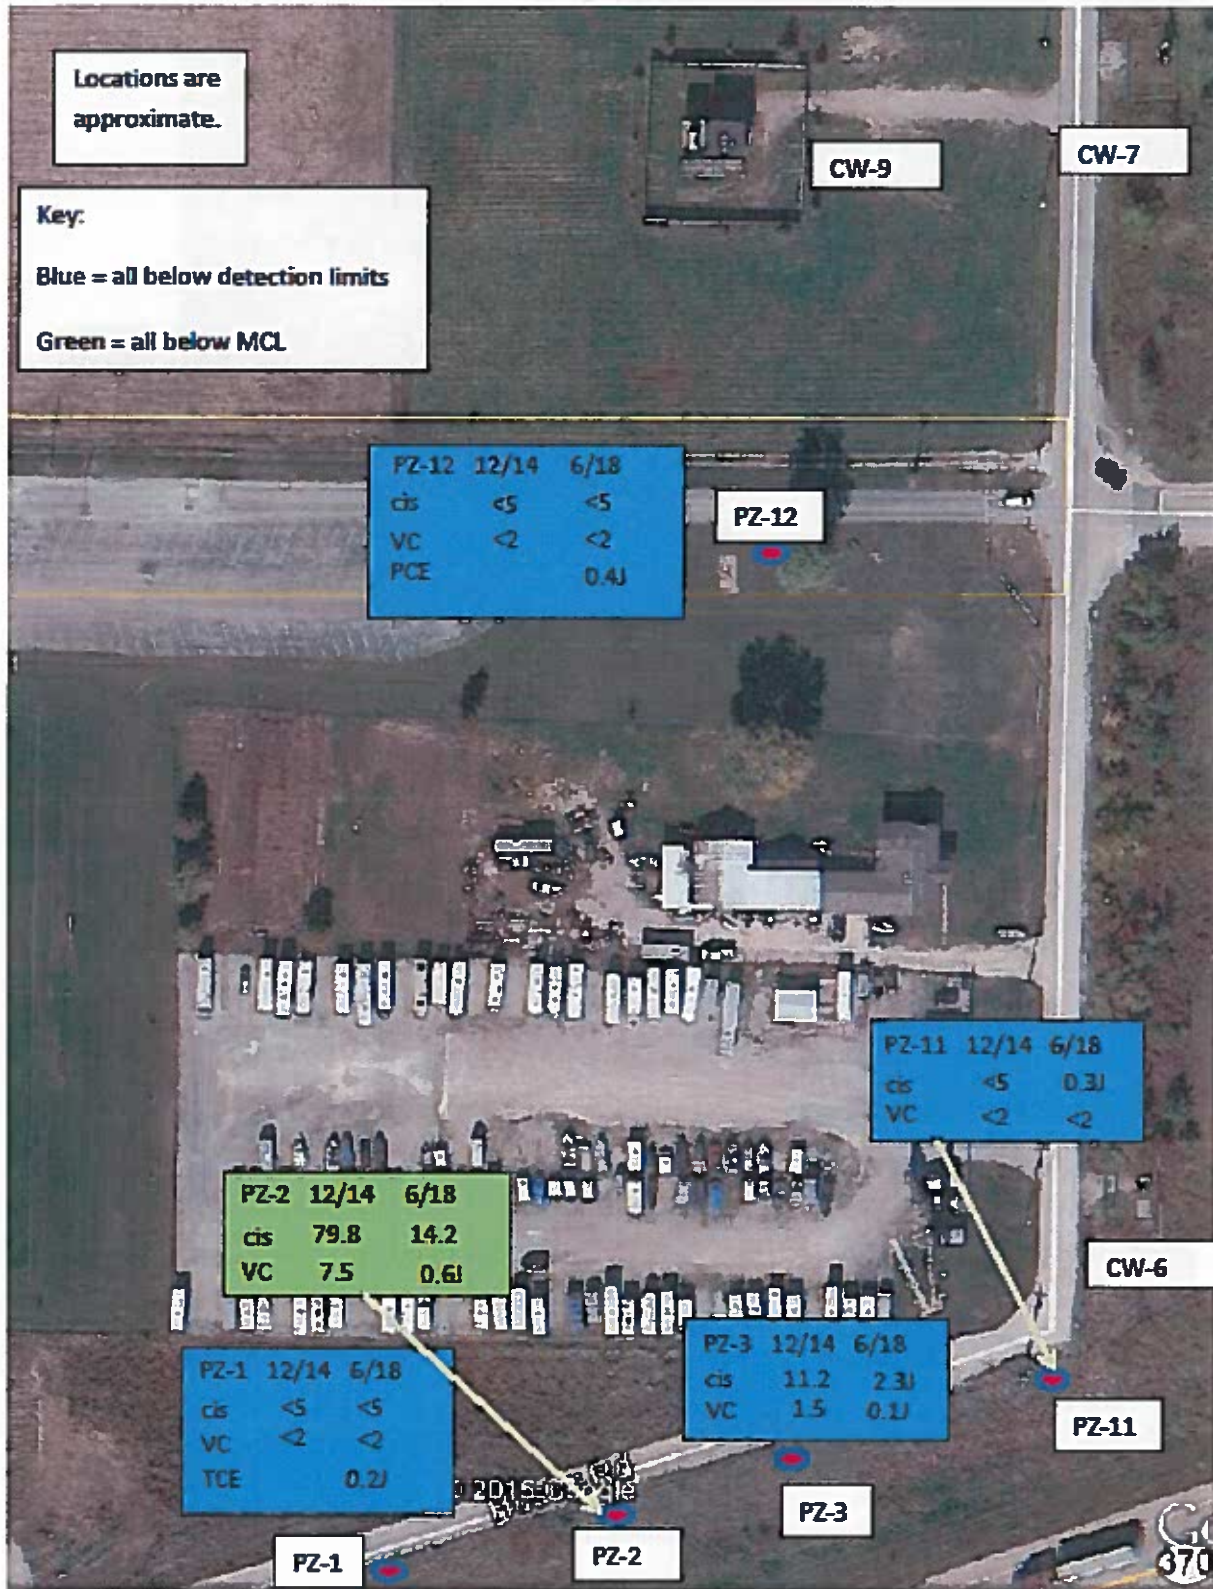 Locations are
approximate.
CW-9
CW-7
Key:
Blue = all below detection limits
Green = all below MCL
PZ-12 12/14 6/18
cis <5 <5
VC <2 <2
PCE 0.4J
PZ-12
PZ-11 12/14 6/18
cis <5 0.3J
VC <2 <2
PZ-2 12/14 6/18
cis 79.8 14.2
VC 7.5 0.6J
CW-6
PZ-3 12/14 6/18
cis 11.2 2.3J
VC 1.5 0.1J
PZ-1 12/14 6/18
cis <5 <5
VC <2 <2
TCE 0.2J
PZ-11
PZ-3
PZ-2
PZ-1
370